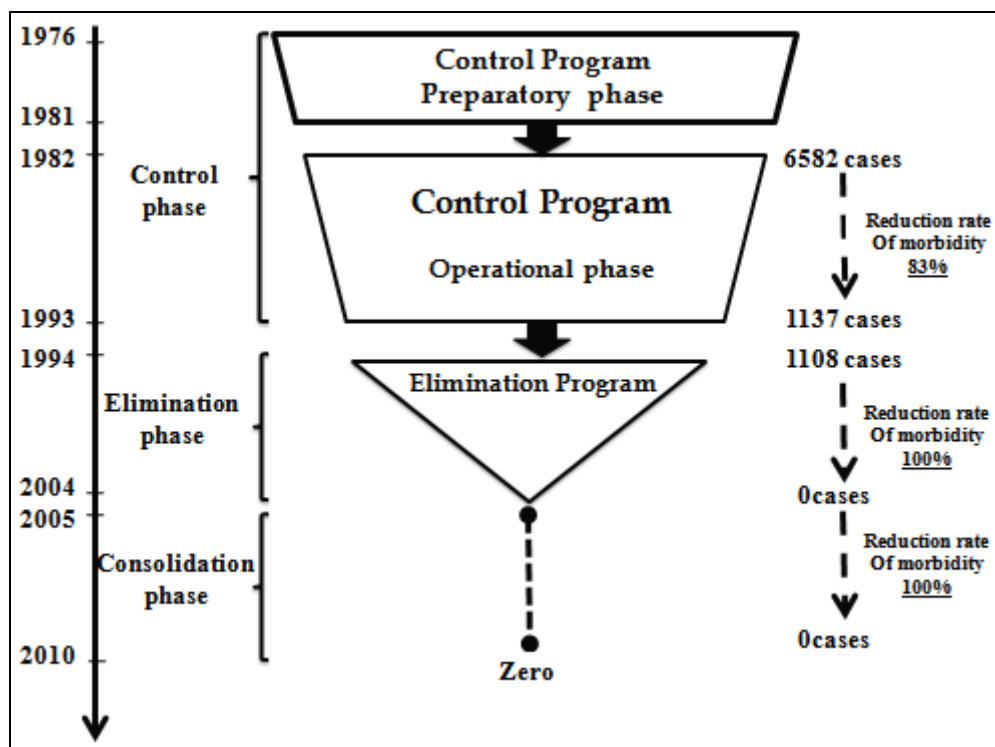 1976
Control Program
Preparatory phase
1981
1982
6582 cases
Control
phase
Control Program
Operational phase
Reduction rate
Of morbidity
83%
1993
1137 cases
1994
1108 cases
Elimination Program
Elimination
phase
Reduction rate
Of morbidity
100%
2004
0cases
2005
Consolidation
phase
Reduction rate
Of morbidity
100%
0cases
2010
Zero